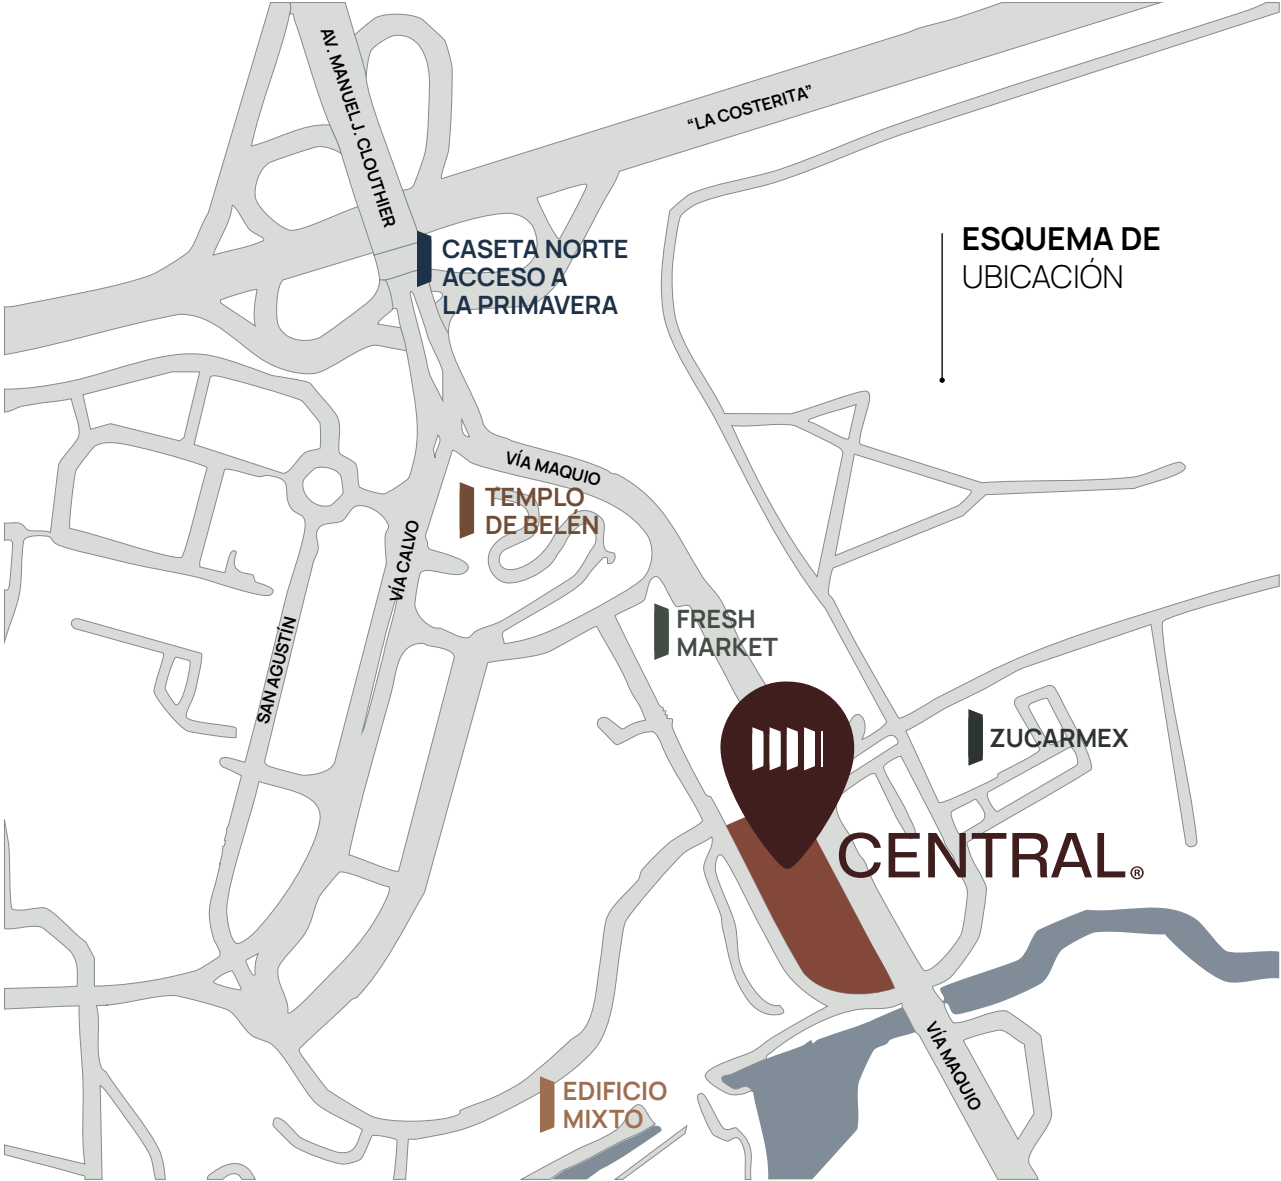 AV. MANUEL J. CLOUTHIER
“LA COSTERITA”
CASETA NORTE
ACCESO A
LA PRIMAVERA
ESQUEMA DE
UBICACIÓN
VÍA MAQUIO
TEMPLO
DE BELÉN
VÍA CALVO
FRESH
MARKET
SAN AGUSTÍN
ZUCARMEX
CENTRAL®
VÍA MAQUIO
EDIFICIO
MIXTO